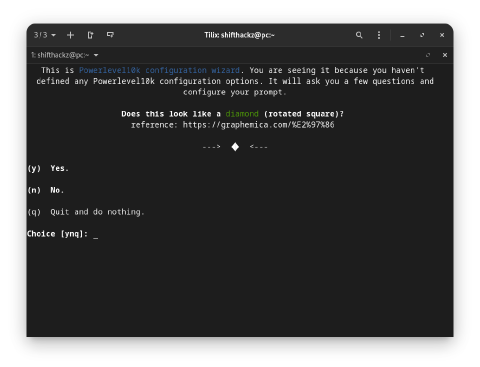 3 / 3
Tilix: shifthackz@pc:~
1: shifthackz@pc:~
This is Powerlevel10k configuration wizard. You are seeing it because you haven't
defined any Powerlevel10k configuration options. It will ask you a few questions and
configure your prompt.
Does this look like a diamond (rotated square)?
reference: https://graphemica.com/%E2%97%86
---> ◆ <---
(y) Yes.
(n) No.
(q) Quit and do nothing.
Choice [ynq]: _